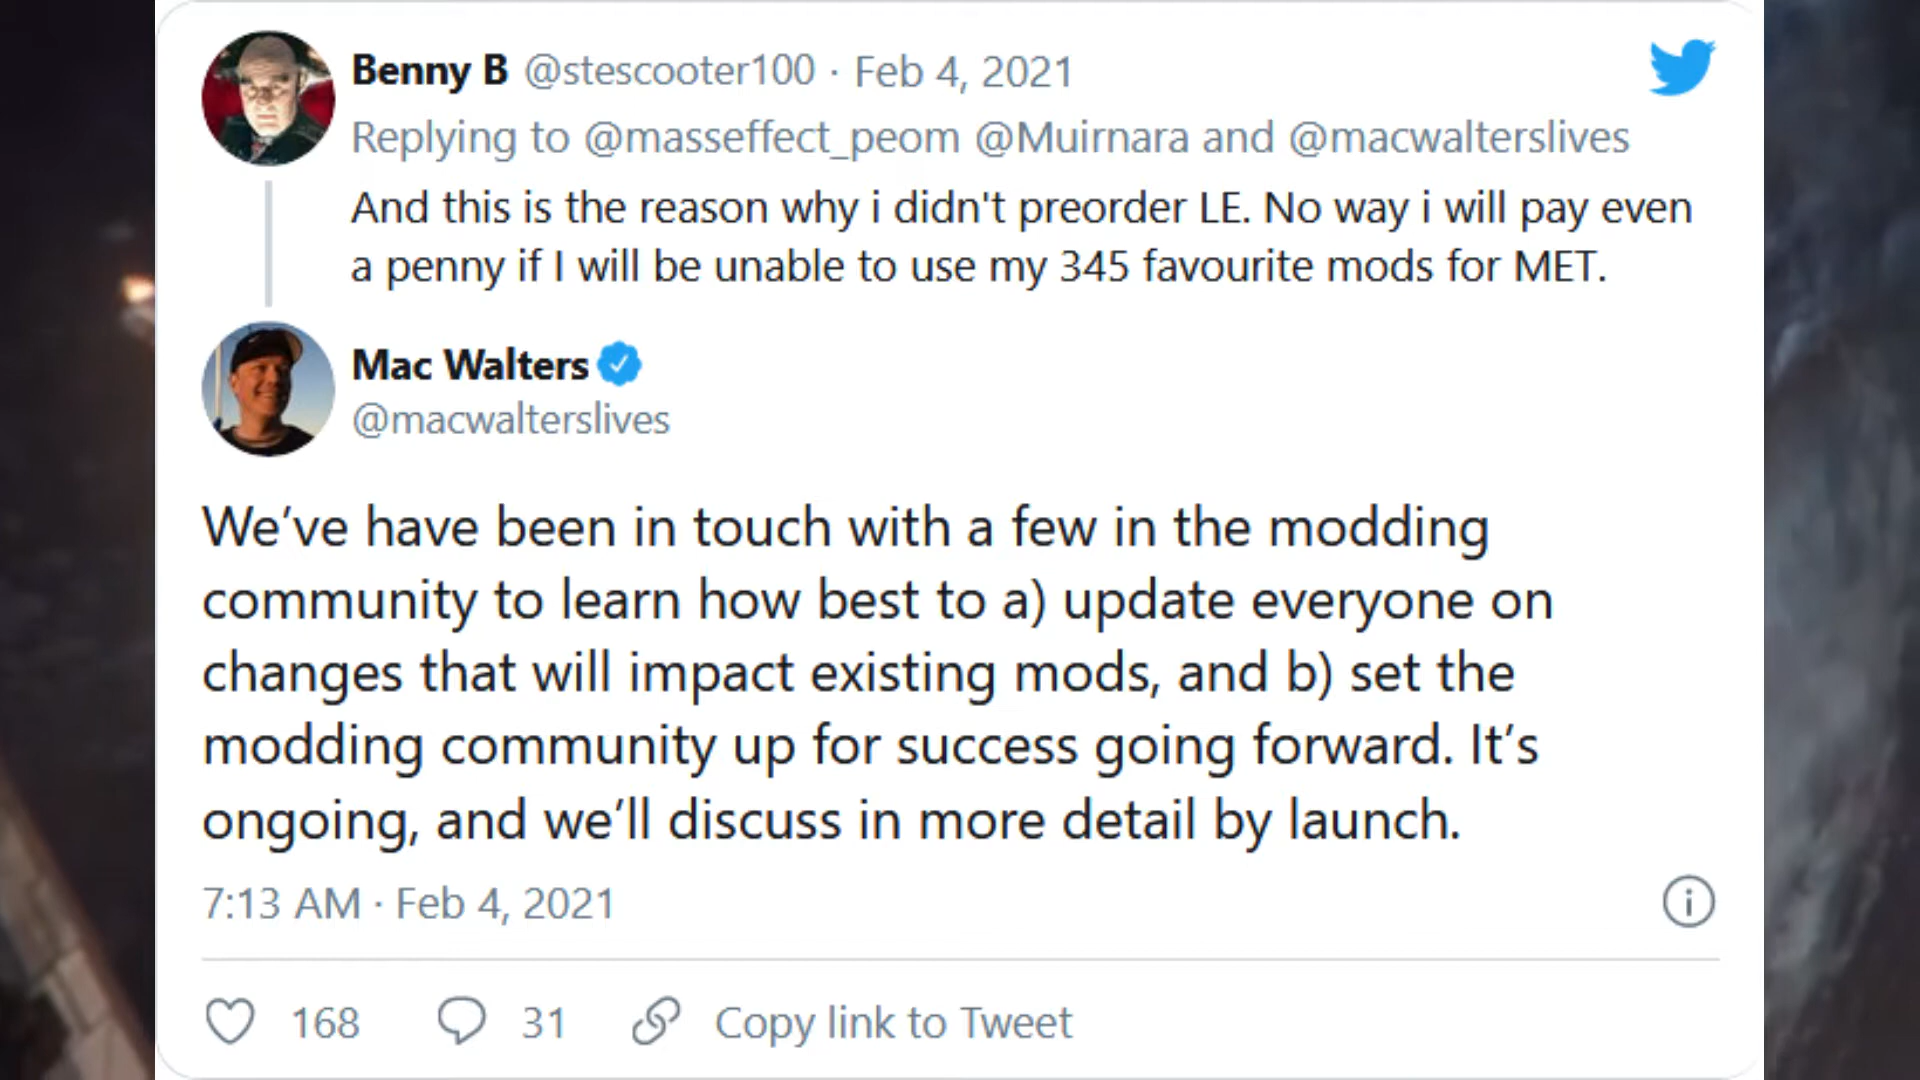 Benny B @stescooter100 · Feb 4, 2021
Replying to @masseffect_peom @Muirnara and @macwalterslives
And this is the reason why i didn't preorder LE. No way i will pay even
a penny if I will be unable to use my 345 favourite mods for MET.
Mac Walters
@macwalterslives
We’ve have been in touch with a few in the modding
community to learn how best to a) update everyone on
changes that will impact existing mods, and b) set the
modding community up for success going forward. It’s
ongoing, and we’ll discuss in more detail by launch.
7:13 AM · Feb 4, 2021
168 31 Copy link to Tweet